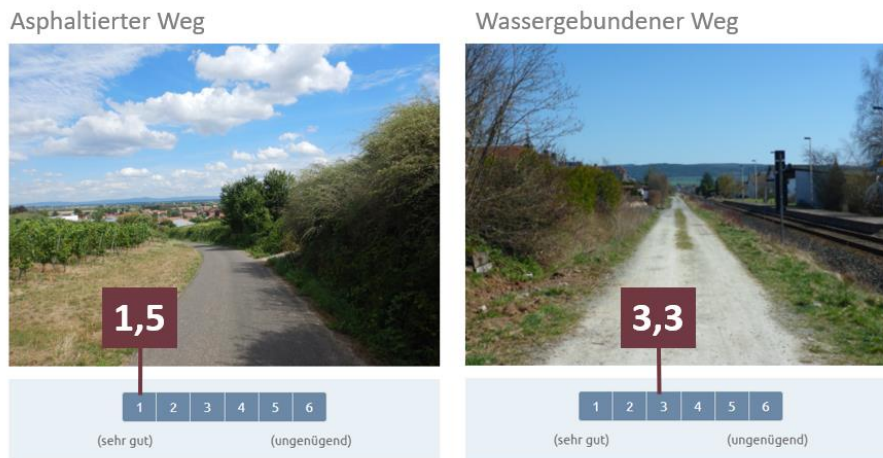 Asphaltierter Weg
1,5
1 2 3 4 5 6
(sehr gut) (ungenügend)
Wassergebundener Weg
3,3
1 2 3 4 5 6
(sehr gut) (ungenügend)